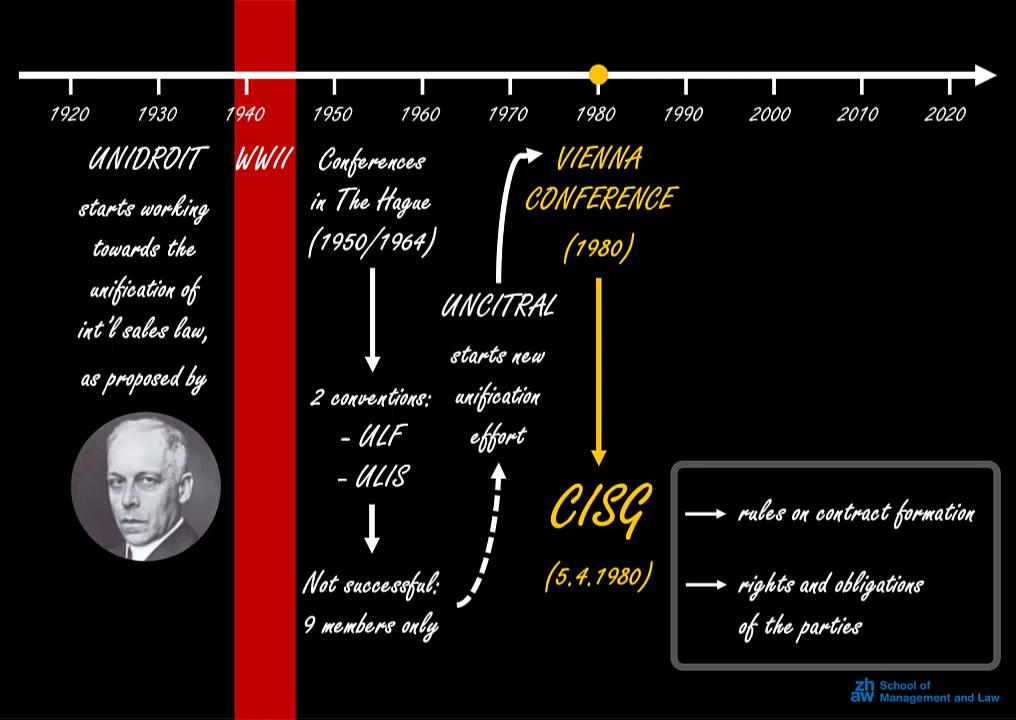 1920 1930 1940 1950 1960 1970 1980 1990 2000 2010 2020
UNIDROIT
starts working
towards the
unification of
int'l sales law,
as proposed by
WWII
Conferences
in The Hague
(1950/1964)
2 conventions:
- ULF
- ULIS
Not successful:
9 members only
UNCITRAL
starts new
unification
effort
VIENNA
CONFERENCE
(1980)
CISG
(5.4.1980)
rules on contract formation
rights and obligations
of the parties
zh
aw
School of
Management and Law